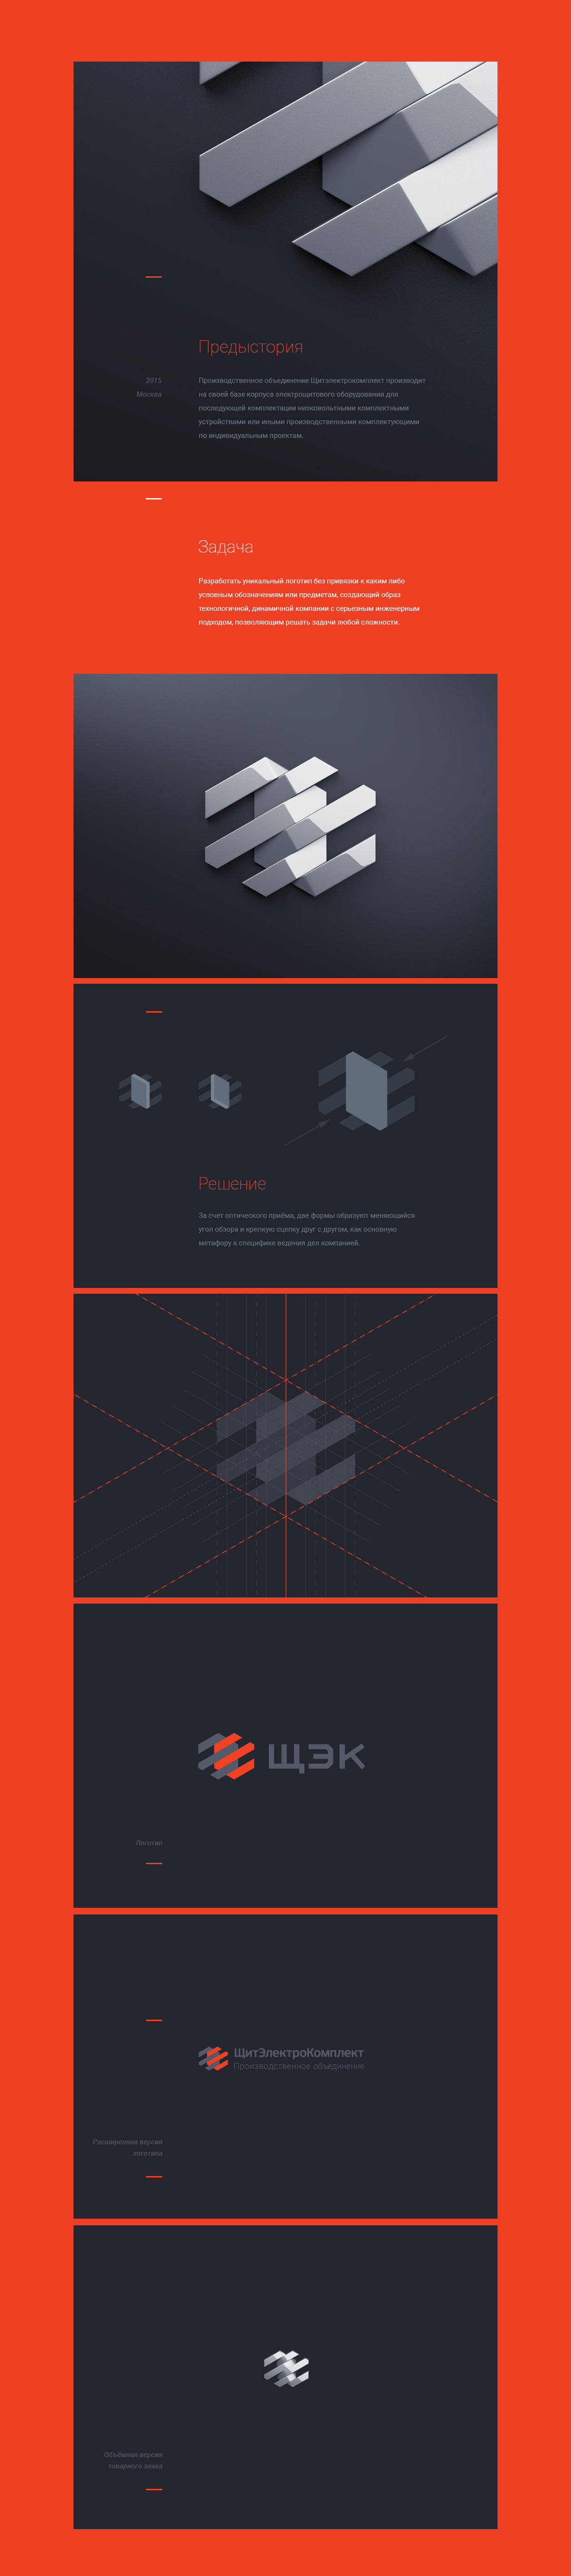 Предыстория
2015
Москва
Производственное объединение Щитэлектрокомплект производит
на своей базе корпуса электрощитового оборудования для
последующей комплектации низковольтными комплектными
устройствами или иными производственными комплектующими
по индивидуальным проектам.
Задача
Разработать уникальный логотип без привязки к каким либо
условным обозначениям или предметам, создающий образ
технологичной, динамичной компании с серьезным инженерным
подходом, позволяющим решать задачи любой сложности.
Решение
За счет оптического приёма, две формы образуют меняющийся
угол обзора и крепкую сцепку друг с другом, как основную
метафору к специфике ведения дел компанией.
ЩЭК
Логотип
ЩитЭлектроКомплект
Производственное объединение
Расширенная версия
логотипа
Объёмная версия
товарного знака